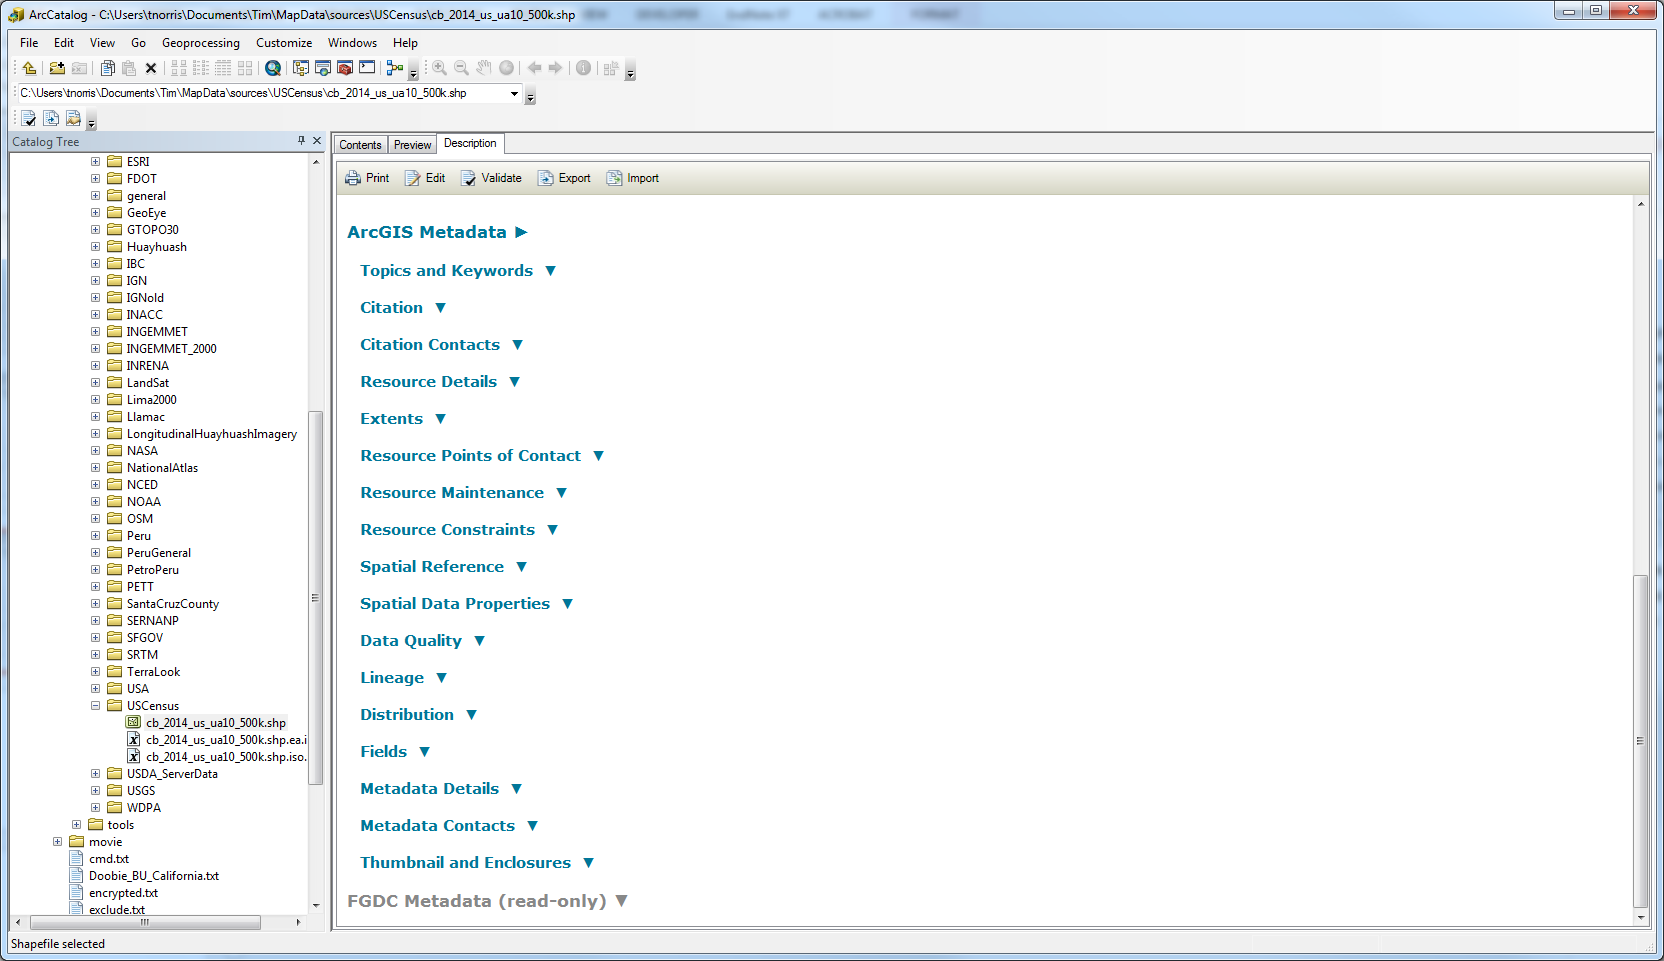 ArcCatalog - C:\Users\tnorris\Documents\Tim\MapData\sources\USCensus\cb_2014_us_ua10_500k.shp
File Edit View Go Geoprocessing Customize Windows Help
C:\Users\tnorris\Documents\Tim\MapData\sources\USCensus\cb_2014_us_ua10_500k.shp
Catalog Tree
ESRI
FDOT
general
GeoEye
GTOPO30
Huayhuash
IBC
IGN
IGNold
INACC
INGEMMET
INGEMMET_2000
INRENA
LandSat
Lima2000
Llamac
LongitudinalHuayhuashImagery
NASA
NationalAtlas
NCED
NOAA
OSM
Peru
PeruGeneral
PetroPeru
PETT
SantaCruzCounty
SERNANP
SFGOV
SRTM
TerraLook
USA
USCensus
cb_2014_us_ua10_500k.shp
cb_2014_us_ua10_500k.shp.ea.i
cb_2014_us_ua10_500k.shp.iso.
USDA_ServerData
USGS
WDPA
tools
movie
cmd.txt
Doobie_BU_California.txt
encrypted.txt
exclude.txt
Contents Preview Description
Print Edit Validate Export Import
ArcGIS Metadata ►
Topics and Keywords ▼
Citation ▼
Citation Contacts ▼
Resource Details ▼
Extents ▼
Resource Points of Contact ▼
Resource Maintenance ▼
Resource Constraints ▼
Spatial Reference ▼
Spatial Data Properties ▼
Data Quality ▼
Lineage ▼
Distribution ▼
Fields ▼
Metadata Details ▼
Metadata Contacts ▼
Thumbnail and Enclosures ▼
FGDC Metadata (read-only) ▼
Shapefile selected